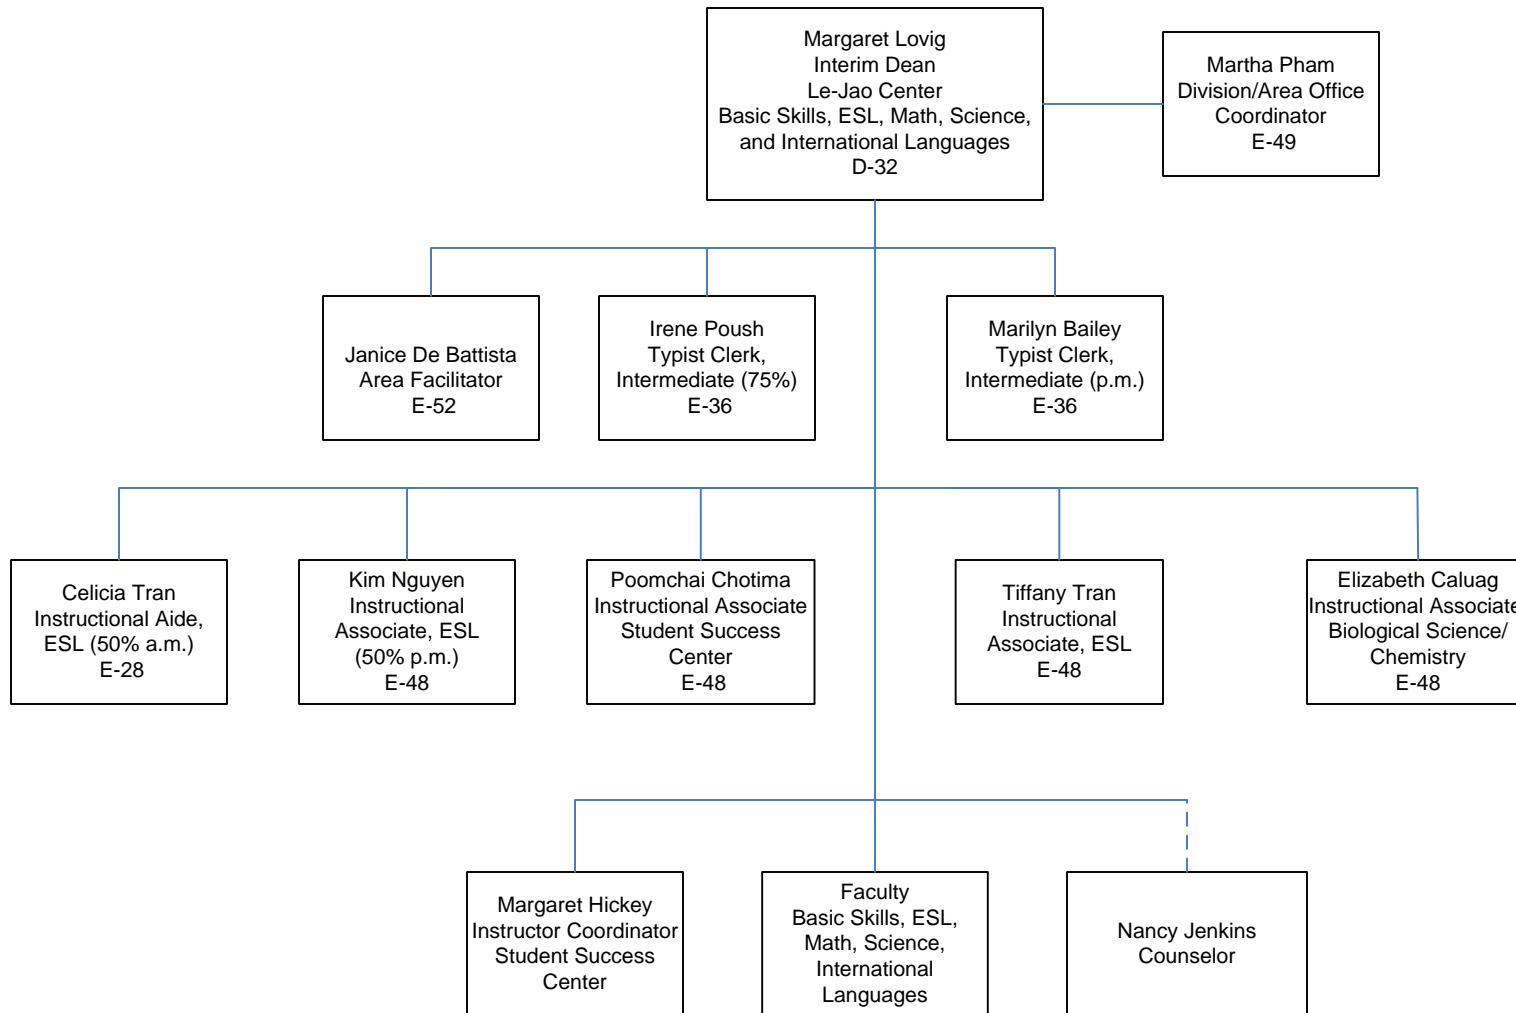 Margaret Lovig
Interim Dean
Le-Jao Center
Basic Skills, ESL, Math, Science,
and International Languages
D-32
Martha Pham
Division/Area Office
Coordinator
E-49
Janice De Battista
Area Facilitator
E-52
Irene Poush
Typist Clerk,
Intermediate (75%)
E-36
Marilyn Bailey
Typist Clerk,
Intermediate (p.m.)
E-36
Celicia Tran
Instructional Aide,
ESL (50% a.m.)
E-28
Kim Nguyen
Instructional
Associate, ESL
(50% p.m.)
E-48
Poomchai Chotima
Instructional Associate
Student Success
Center
E-48
Tiffany Tran
Instructional
Associate, ESL
E-48
Elizabeth Caluag
Instructional Associate
Biological Science/
Chemistry
E-48
Margaret Hickey
Instructor Coordinator
Student Success
Center
Faculty
Basic Skills, ESL,
Math, Science,
International
Languages
Nancy Jenkins
Counselor